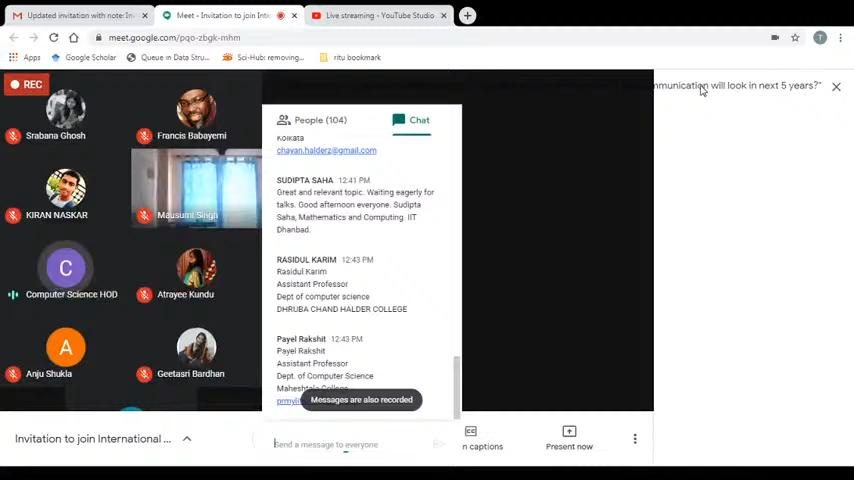 Updated invitation with note: In
Meet - Invitation to join Inter
Live streaming - YouTube Studio
meet.google.com/pqo-zbgk-mhm
T
Apps
Google Scholar
Queue in Data Stru...
Sci-Hub: removing...
ritu bookmark
REC
mmunication will look in next 5 years?"
People (104)
Chat
Kolkata
chayan.halderz@gmail.com
SUDIPTA SAHA 12:41 PM
Great and relevant topic. Waiting eagerly for
talks. Good afternoon everyone. Sudipta
Saha, Mathematics and Computing. IIT
Dhanbad.
RASIDUL KARIM 12:43 PM
Rasidul Karim
Assistant Professor
Dept of computer science
DHRUBA CHAND HALDER COLLEGE
Payel Rakshit 12:43 PM
Payel Rakshit
Assistant Professor
Dept. of Computer Science
Maheshtala College
Messages are also recorded
Send a message to everyone
Srabana Ghosh
Francis Babayemi
KIRAN NASKAR
Mausumi Singh
C
Computer Science HOD
Atrayee Kundu
A
Anju Shukla
Geetasri Bardhan
Invitation to join International ...
n captions
Present now